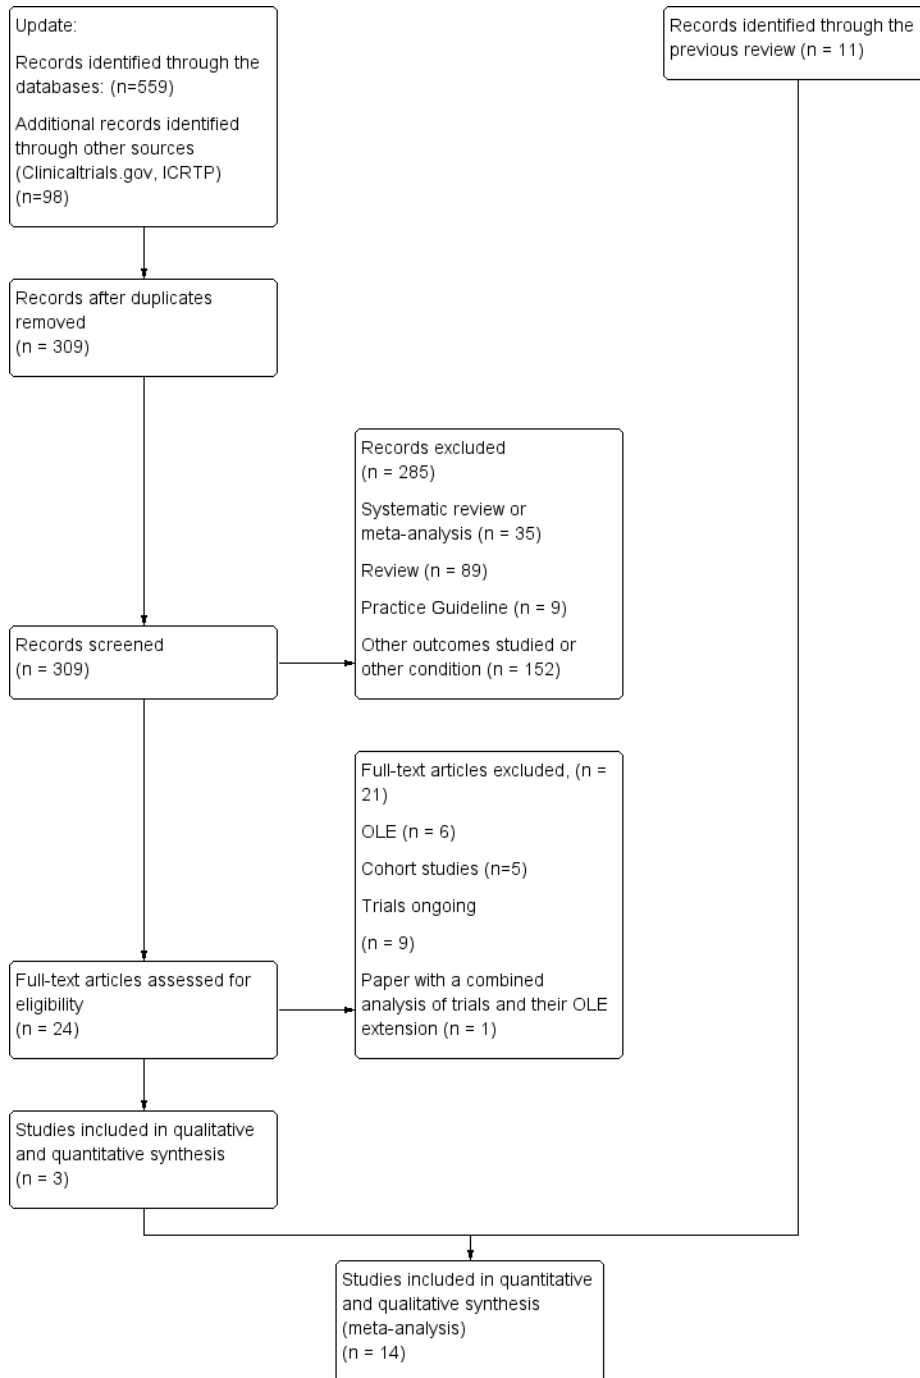 Update:
Records identified through the
databases: (n=559)
Additional records identified
through other sources
(Clinicaltrials.gov, ICRTP)
(n=98)
Records identified through the
previous review (n = 11)
Records after duplicates
removed
(n = 309)
Records excluded
(n = 285)
Systematic review or
meta-analysis (n = 35)
Review (n = 89)
Practice Guideline (n = 9)
Other outcomes studied or
other condition (n = 152)
Records screened
(n = 309)
Full-text articles excluded, (n =
21)
OLE (n = 6)
Cohort studies (n=5)
Trials ongoing
(n = 9)
Paper with a combined
analysis of trials and their OLE
extension (n = 1)
Full-text articles assessed for
eligibility
(n = 24)
Studies included in qualitative
and quantitative synthesis
(n = 3)
Studies included in quantitative
and qualitative synthesis
(meta-analysis)
(n = 14)